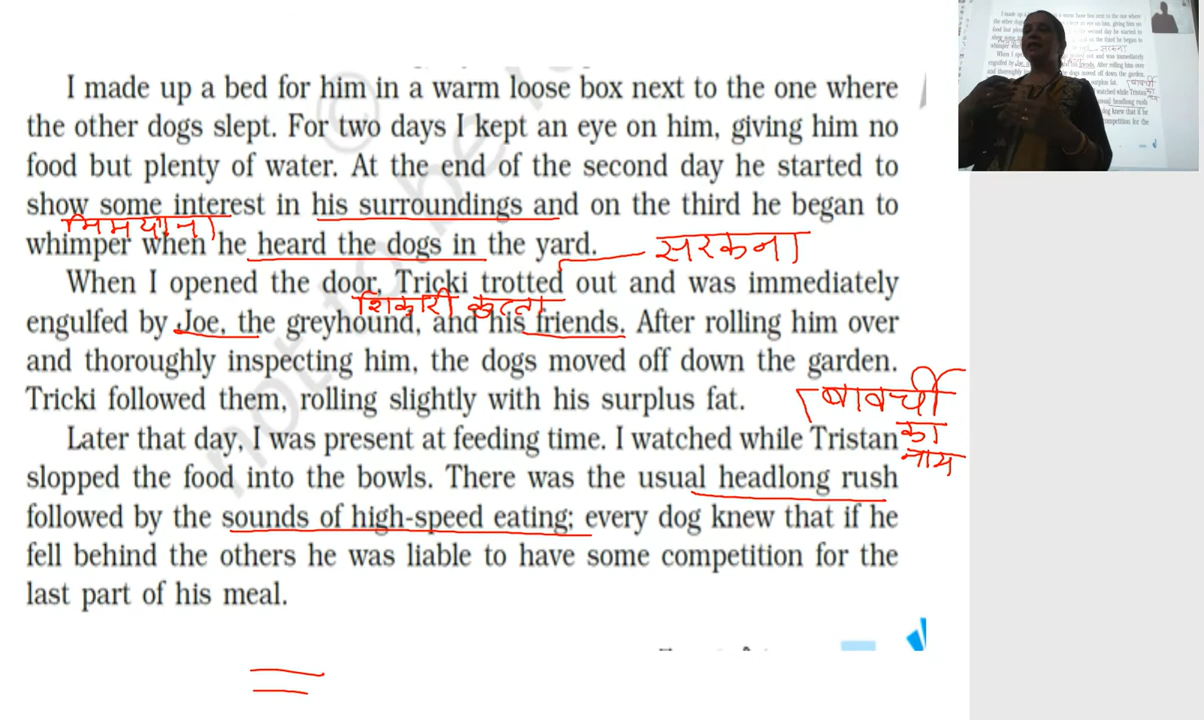 I made up a bed for him in a warm loose box next to the one where
the other dogs slept. For two days I kept an eye on him, giving him no
food but plenty of water. At the end of the second day he started to
show some interest in his surroundings and on the third he began to
मिमयाना
whimper when he heard the dogs in the yard.
सरकना
When I opened the door, Tricki trotted out and was immediately
शिकारी कुत्ता
engulfed by Joe, the greyhound, and his friends. After rolling him over
and thoroughly inspecting him, the dogs moved off down the garden.
Tricki followed them, rolling slightly with his surplus fat.
बावर्ची
का
नाम
Later that day, I was present at feeding time. I watched while Tristan
slopped the food into the bowls. There was the usual headlong rush
followed by the sounds of high-speed eating; every dog knew that if he
fell behind the others he was liable to have some competition for the
last part of his meal.